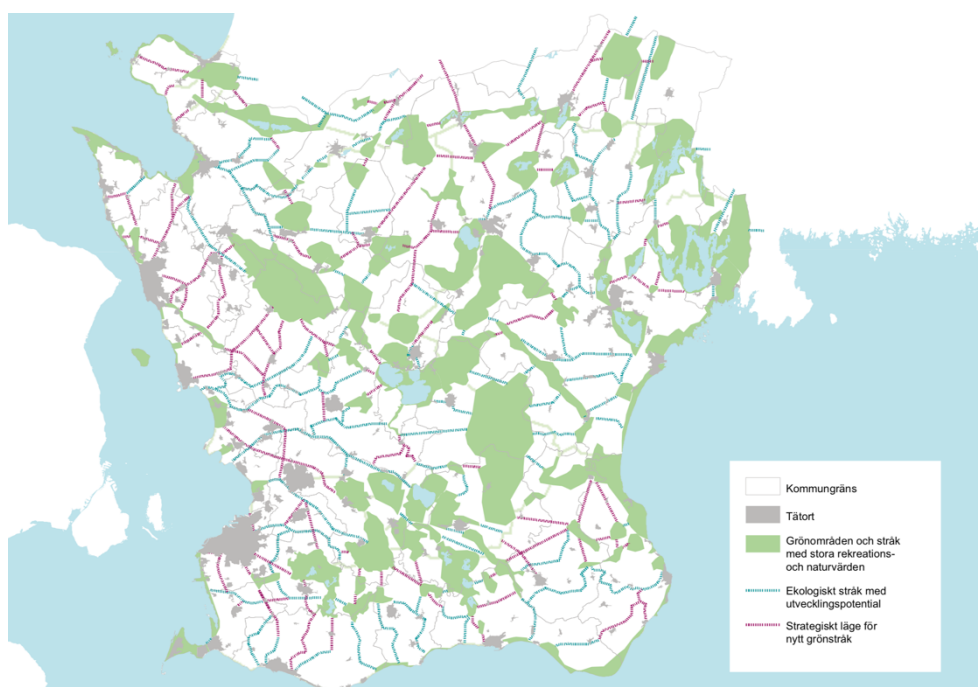 Kommungräns
Tätort
Grönområden och stråk
med stora rekreations-
och naturvärden
Ekologiskt stråk med
utvecklingspotential
Strategiskt läge för
nytt grönstråk